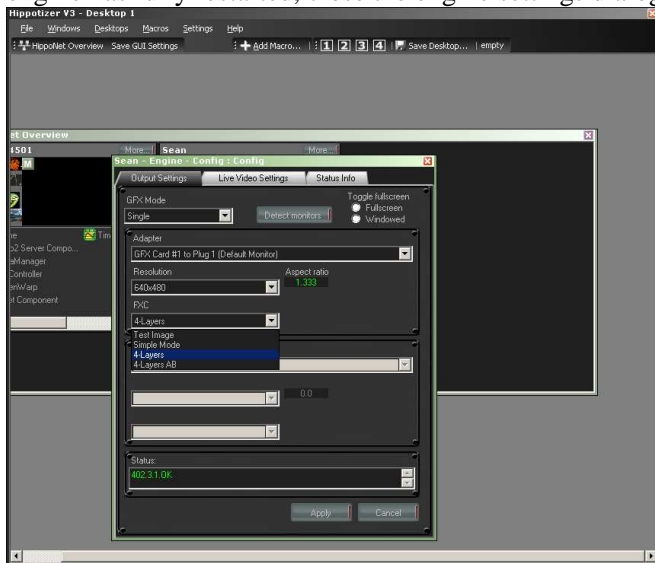 Hippotizer V3 - Desktop 1
File Windows Desktops Macros Settings Help
HippoNet Overview Save GUI Settings Add Macro... 1 2 3 4 Save Desktop... empty
et Overview
4501 More... Sean More...
M
Sean - Engine - Config : Config
Output Settings Live Video Settings Status Info
GFX Mode
Single
Detect monitors
Toggle fullscreen
Fullscreen
Windowed
Tim
Server Compo...
Manager
Controller
Warp
t Component
Adapter
GFX Card #1 to Plug 1 (Default Monitor)
Resolution Aspect ratio
640x480 1.333
FXC
4-Layers
Test Image
Simple Mode
4-Layers
4-Layers AB
0.0
Status:
402.3.1.OK
Apply Cancel